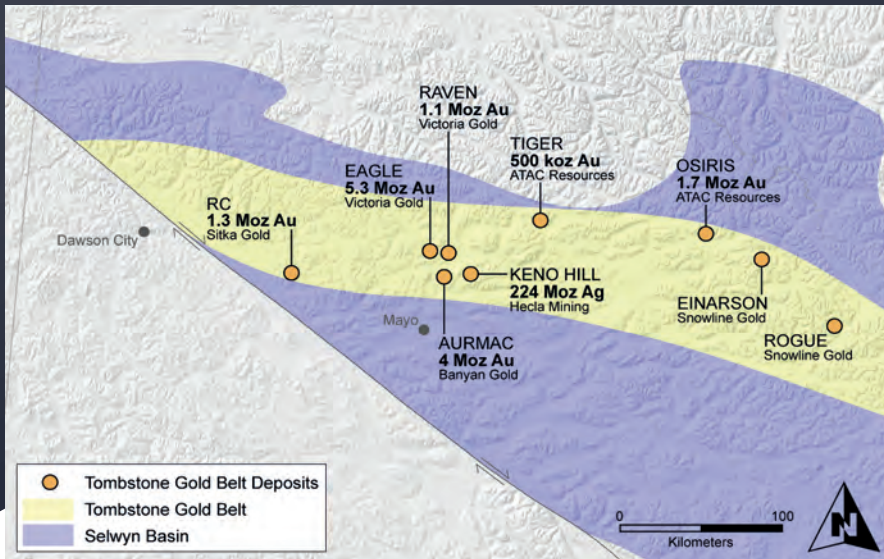 RAVEN
1.1 Moz Au
Victoria Gold
TIGER
500 koz Au
ATAC Resources
EAGLE
5.3 Moz Au
Victoria Gold
OSIRIS
1.7 Moz Au
ATAC Resources
RC
1.3 Moz Au
Sitka Gold
Dawson City
KENO HILL
224 Moz Ag
Hecla Mining
EINARSON
Snowline Gold
Mayo
AURMAC
4 Moz Au
Banyan Gold
ROGUE
Snowline Gold
Tombstone Gold Belt Deposits
Tombstone Gold Belt
Selwyn Basin
0 100
Kilometers
N